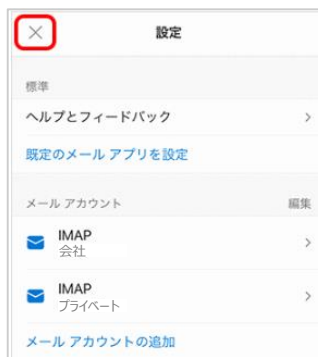 設定
標準
ヘルプとフィードバック
既定のメール アプリを設定
メール アカウント 編集
IMAP
会社
IMAP
プライベート
メール アカウントの追加